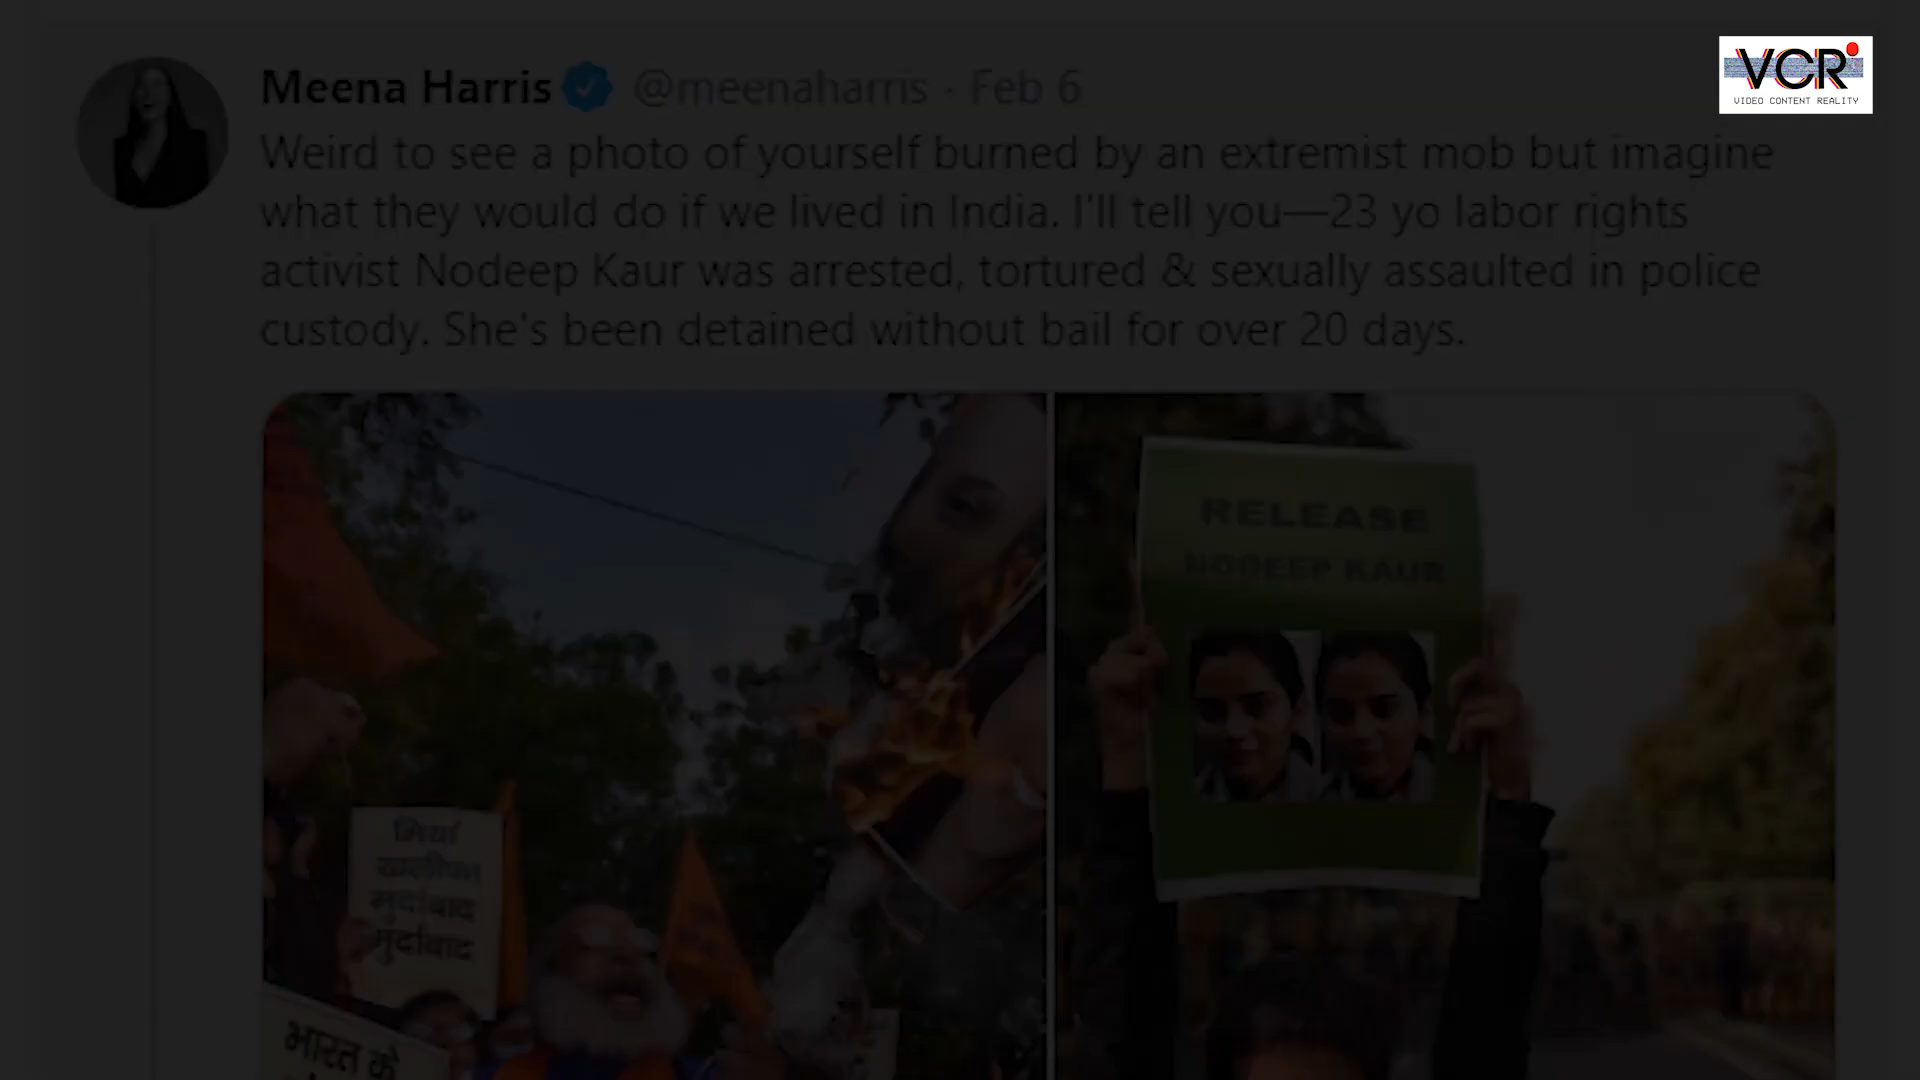 VCR
VIDEO CONTENT REALITY
Meena Harris @meenaharris · Feb 6
Weird to see a photo of yourself burned by an extremist mob but imagine
what they would do if we lived in India. I'll tell you—23 yo labor rights
activist Nodeep Kaur was arrested, tortured & sexually assaulted in police
custody. She's been detained without bail for over 20 days.
RELEASE
NODEEP KAUR
मियां
खलीफा
मुर्दाबाद
मुर्दाबाद
भारत के